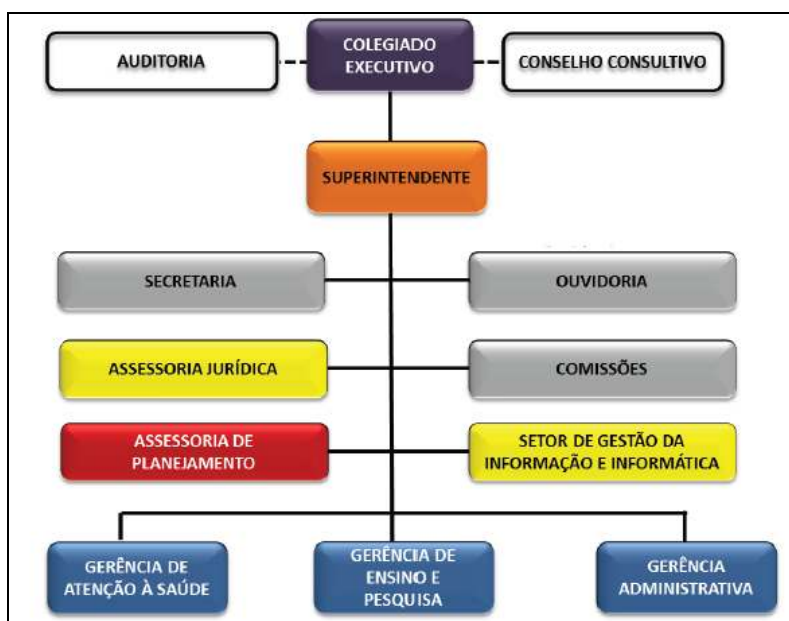 AUDITORIA
COLEGIADO
EXECUTIVO
CONSELHO CONSULTIVO
SUPERINTENDENTE
SECRETARIA
OUVIDORIA
ASSESSORIA JURÍDICA
COMISSÕES
ASSESSORIA DE
PLANEJAMENTO
SETOR DE GESTÃO DA
INFORMAÇÃO E INFORMÁTICA
GERÊNCIA DE
ATENÇÃO À SAÚDE
GERÊNCIA DE
ENSINO E
PESQUISA
GERÊNCIA
ADMINISTRATIVA